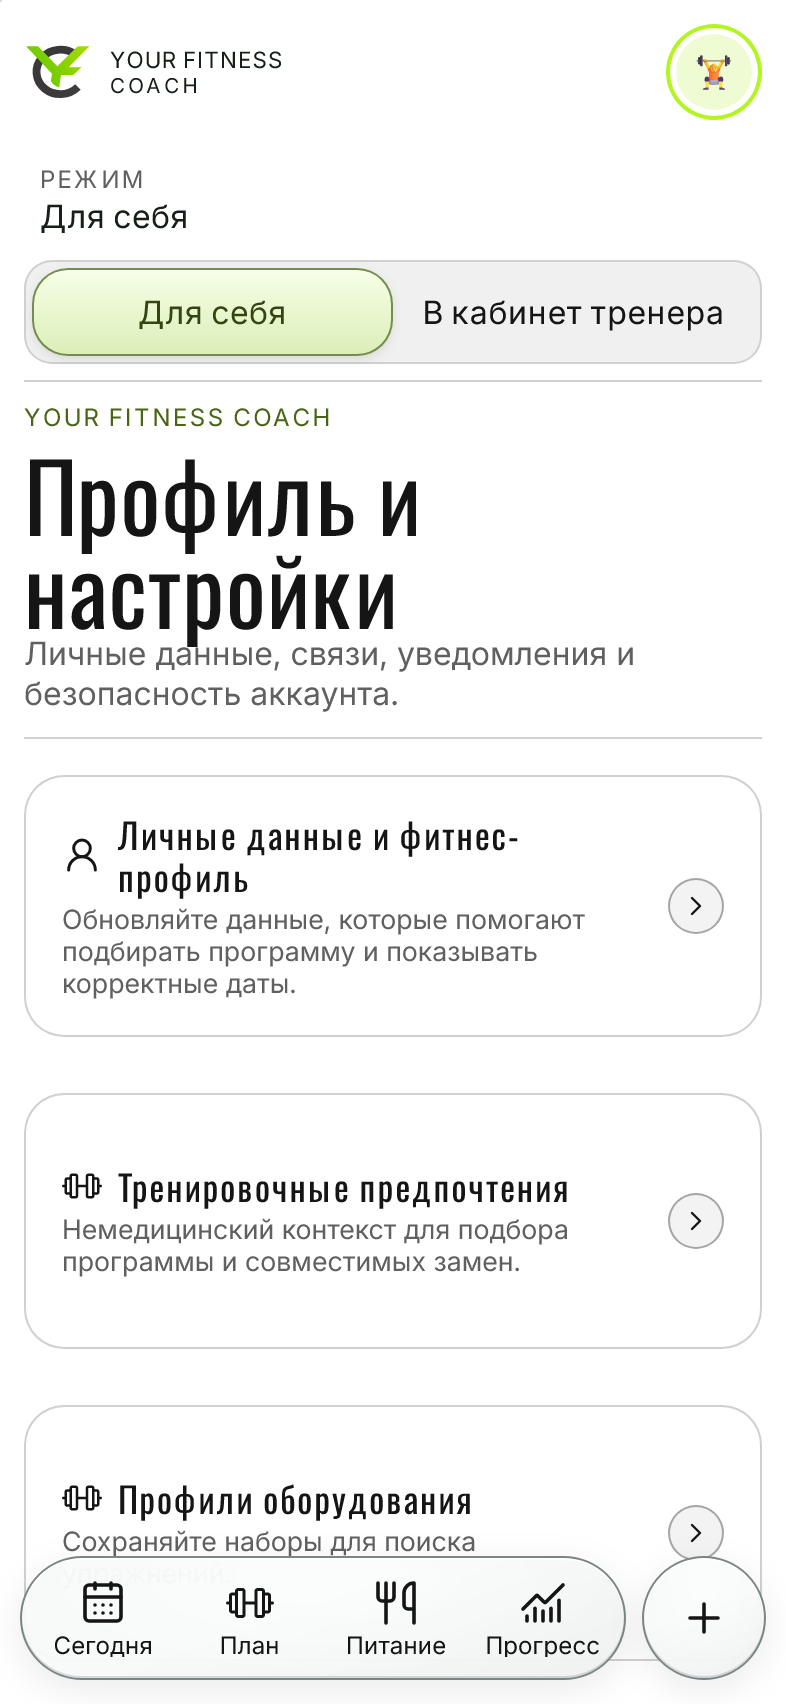 YOUR FITNESS
COACH
РЕЖИМ
Для себя
Для себя
В кабинет тренера
YOUR FITNESS COACH
Профиль и
настройки
Личные данные, связи, уведомления и
безопасность аккаунта.
Личные данные и фитнес-
профиль
Обновляйте данные, которые помогают
подбирать программу и показывать
корректные даты.
Тренировочные предпочтения
Немедицинский контекст для подбора
программы и совместимых замен.
Профили оборудования
Сохраняйте наборы для поиска
упражнений.
Сегодня
План
Питание
Прогресс